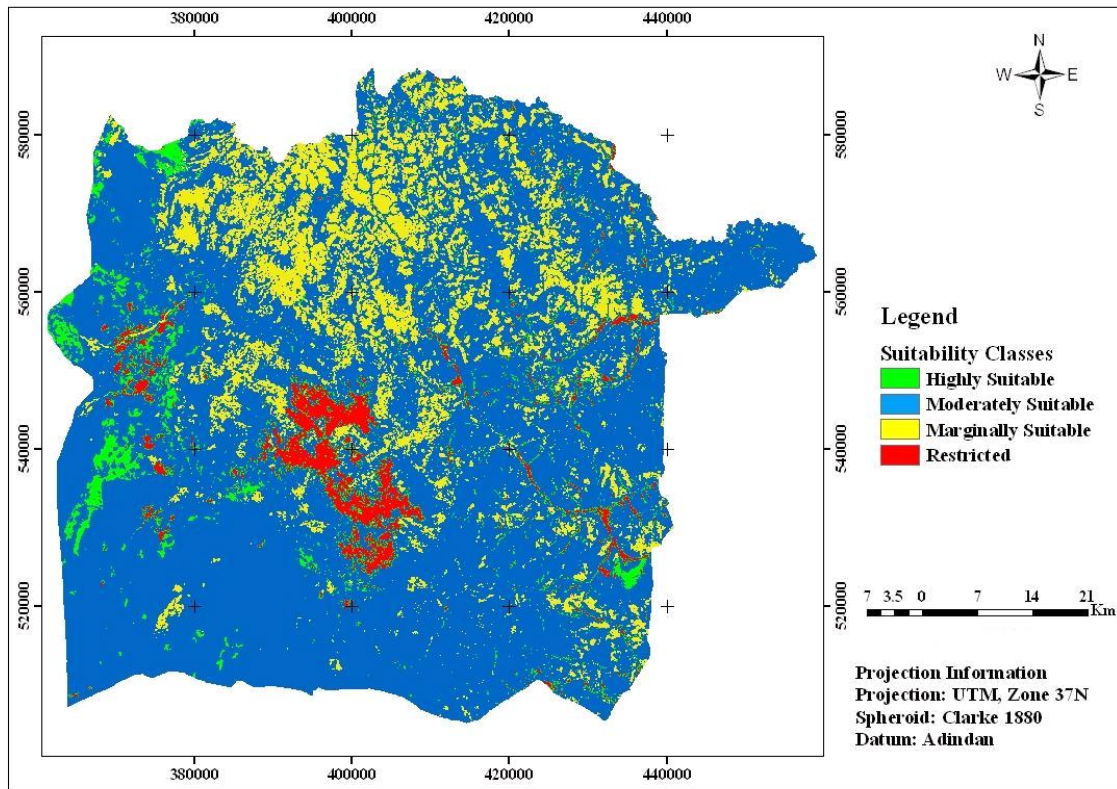 380000 400000 420000 440000
N
W E
S
580000 580000
560000 560000
540000 540000
520000 520000
Legend
Suitability Classes
Highly Suitable
Moderately Suitable
Marginally Suitable
Restricted
7 3.5 0 7 14 21
Km
Projection Information
Projection: UTM, Zone 37N
Spheroid: Clarke 1880
Datum: Adindan
380000 400000 420000 440000